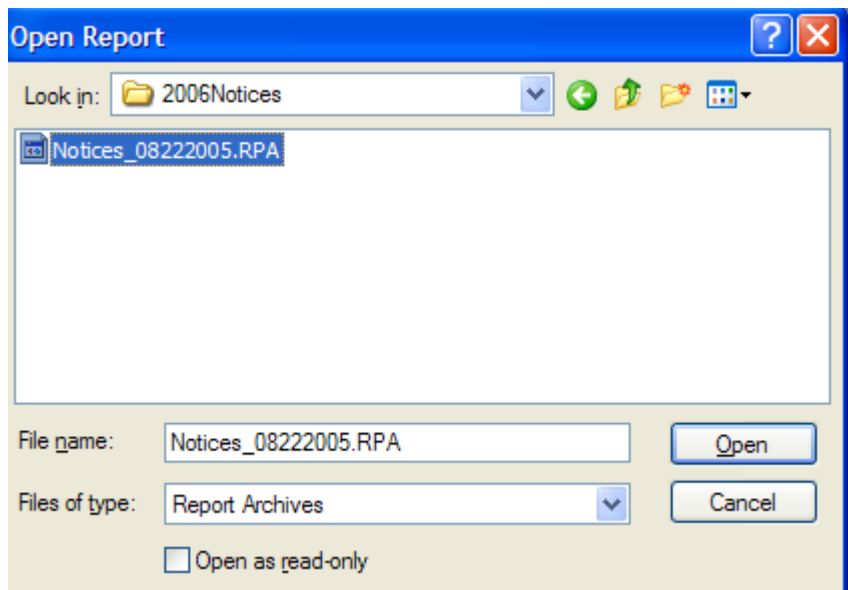 Open Report
Look in: 2006Notices
Notices_08222005.RPA
File name: Notices_08222005.RPA Open
Files of type: Report Archives Cancel
Open as read-only